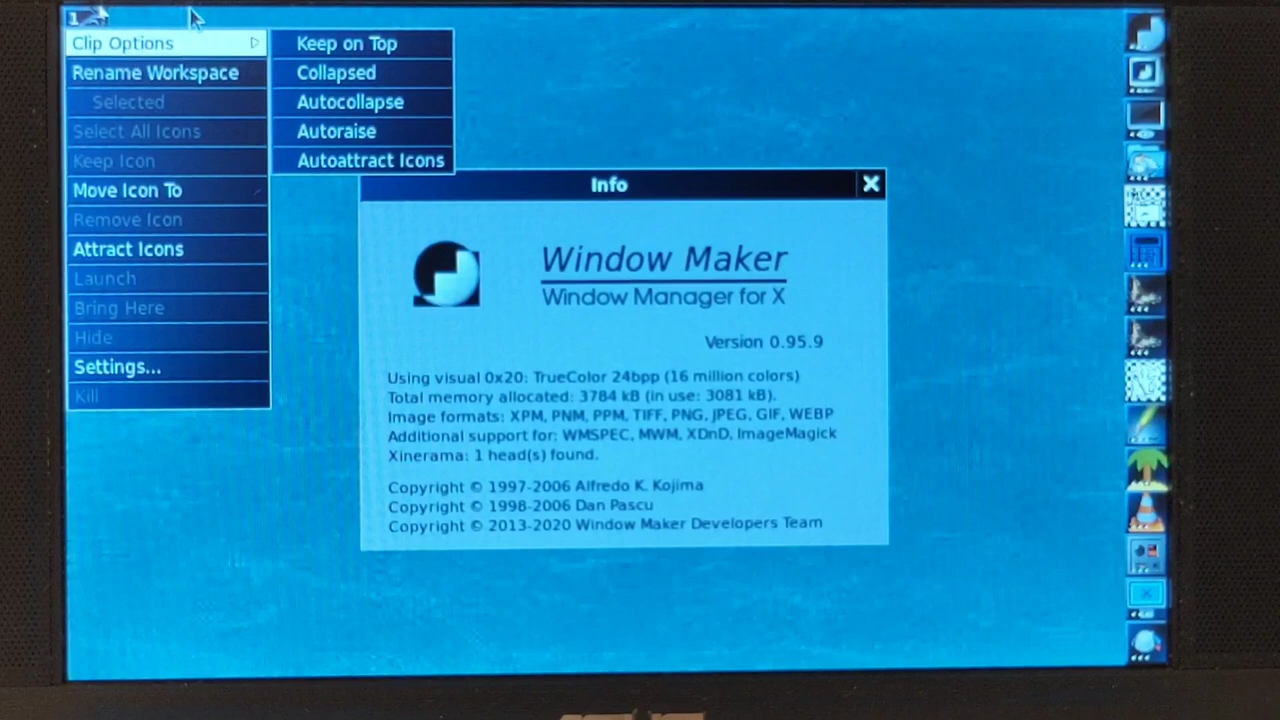 1
Clip Options
Rename Workspace
Selected
Select All Icons
Keep Icon
Move Icon To
Remove Icon
Attract Icons
Launch
Bring Here
Hide
Settings...
Kill
Keep on Top
Collapsed
Autocollapse
Autoraise
Autoattract Icons
Info
Window Maker
Window Manager for X
Version 0.95.9
Using visual 0x20: TrueColor 24bpp (16 million colors)
Total memory allocated: 3784 kB (in use: 3081 kB).
Image formats: XPM, PNM, PPM, TIFF, PNG, JPEG, GIF, WEBP
Additional support for: WMSPEC, MWM, XDnD, ImageMagick
Xinerama: 1 head(s) found.
Copyright © 1997-2006 Alfredo K. Kojima
Copyright © 1998-2006 Dan Pascu
Copyright © 2013-2020 Window Maker Developers Team